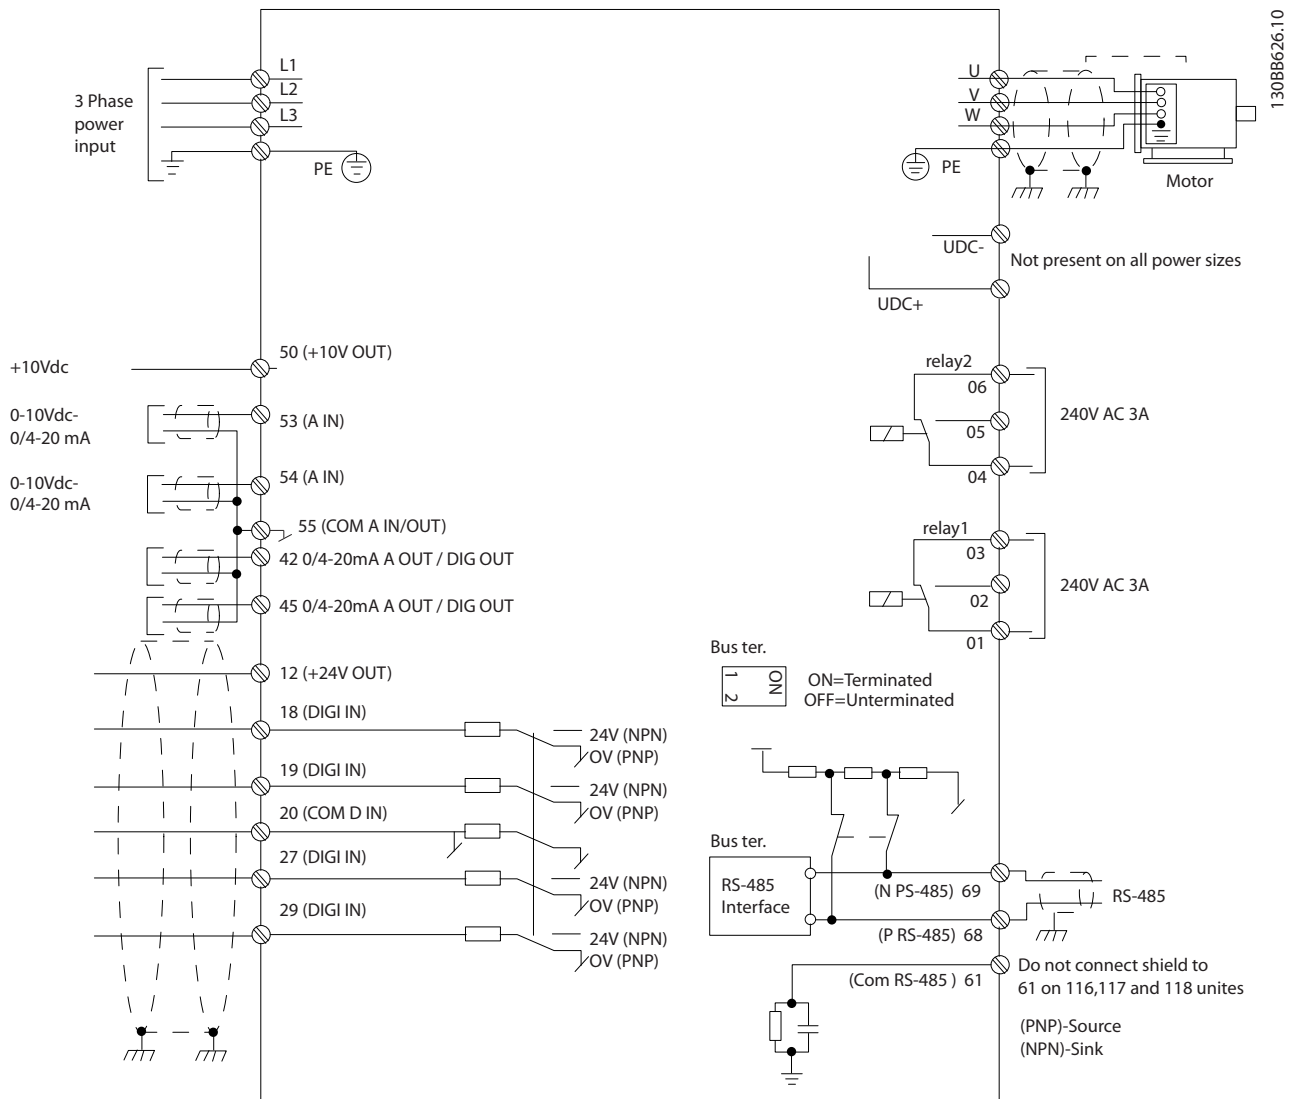 130BB626.10
L1
L2
L3
3 Phase
power
input
PE
U
V
W
PE
Motor
UDC-
Not present on all power sizes
UDC+
+10Vdc
50 (+10V OUT)
0-10Vdc-
0/4-20 mA
53 (A IN)
0-10Vdc-
0/4-20 mA
54 (A IN)
55 (COM A IN/OUT)
42 0/4-20mA A OUT / DIG OUT
45 0/4-20mA A OUT / DIG OUT
12 (+24V OUT)
18 (DIGI IN)
24V (NPN)
OV (PNP)
19 (DIGI IN)
24V (NPN)
OV (PNP)
20 (COM D IN)
27 (DIGI IN)
24V (NPN)
OV (PNP)
29 (DIGI IN)
24V (NPN)
OV (PNP)
relay2
06
05
04
240V AC 3A
relay1
03
02
01
240V AC 3A
Bus ter.
1
2
ON
ON=Terminated
OFF=Unterminated
Bus ter.
RS-485
Interface
(N PS-485) 69
RS-485
(P RS-485) 68
(Com RS-485 ) 61
Do not connect shield to
61 on 116,117 and 118 unites
(PNP)-Source
(NPN)-Sink